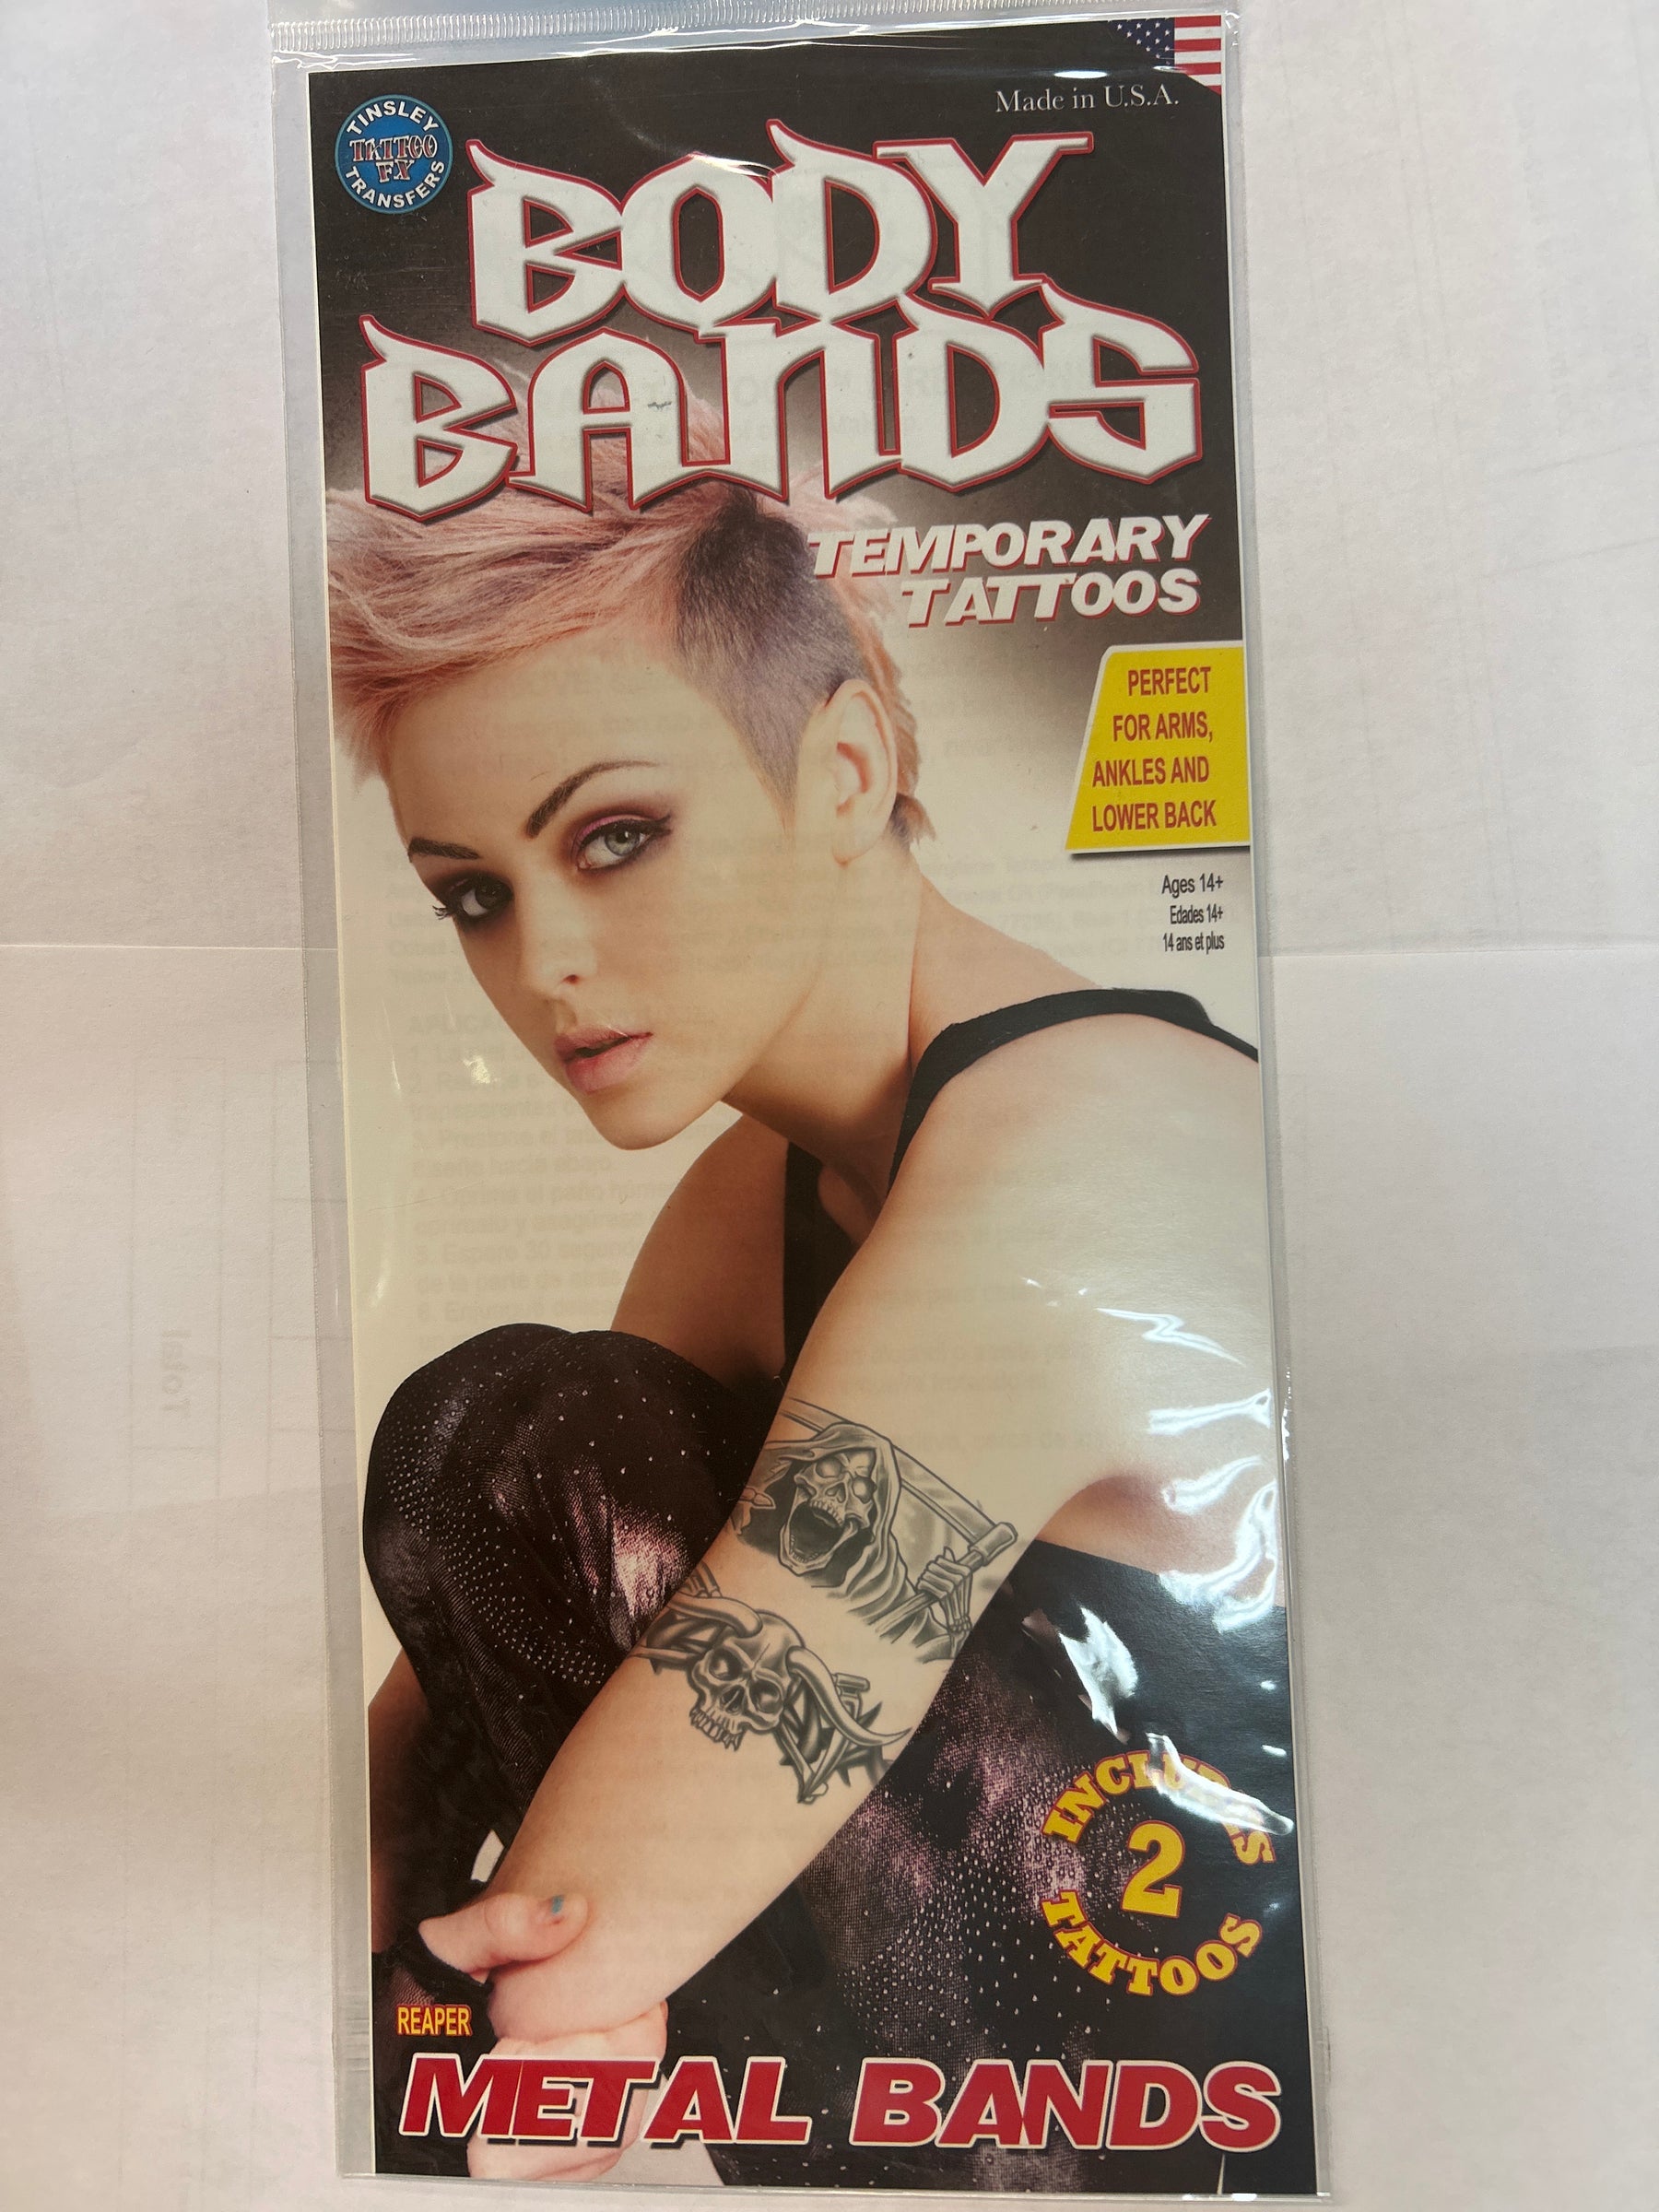 Made in U.S.A.
TINSLEY
TATTOO
FX
TRANSFERS
BODY
BANDS
TEMPORARY
TATTOOS
PERFECT
FOR ARMS,
ANKLES AND
LOWER BACK
Ages 14+
Edades 14+
14 ans et plus
INCLUDES
2
TATTOOS
REAPER
METAL BANDS
Total